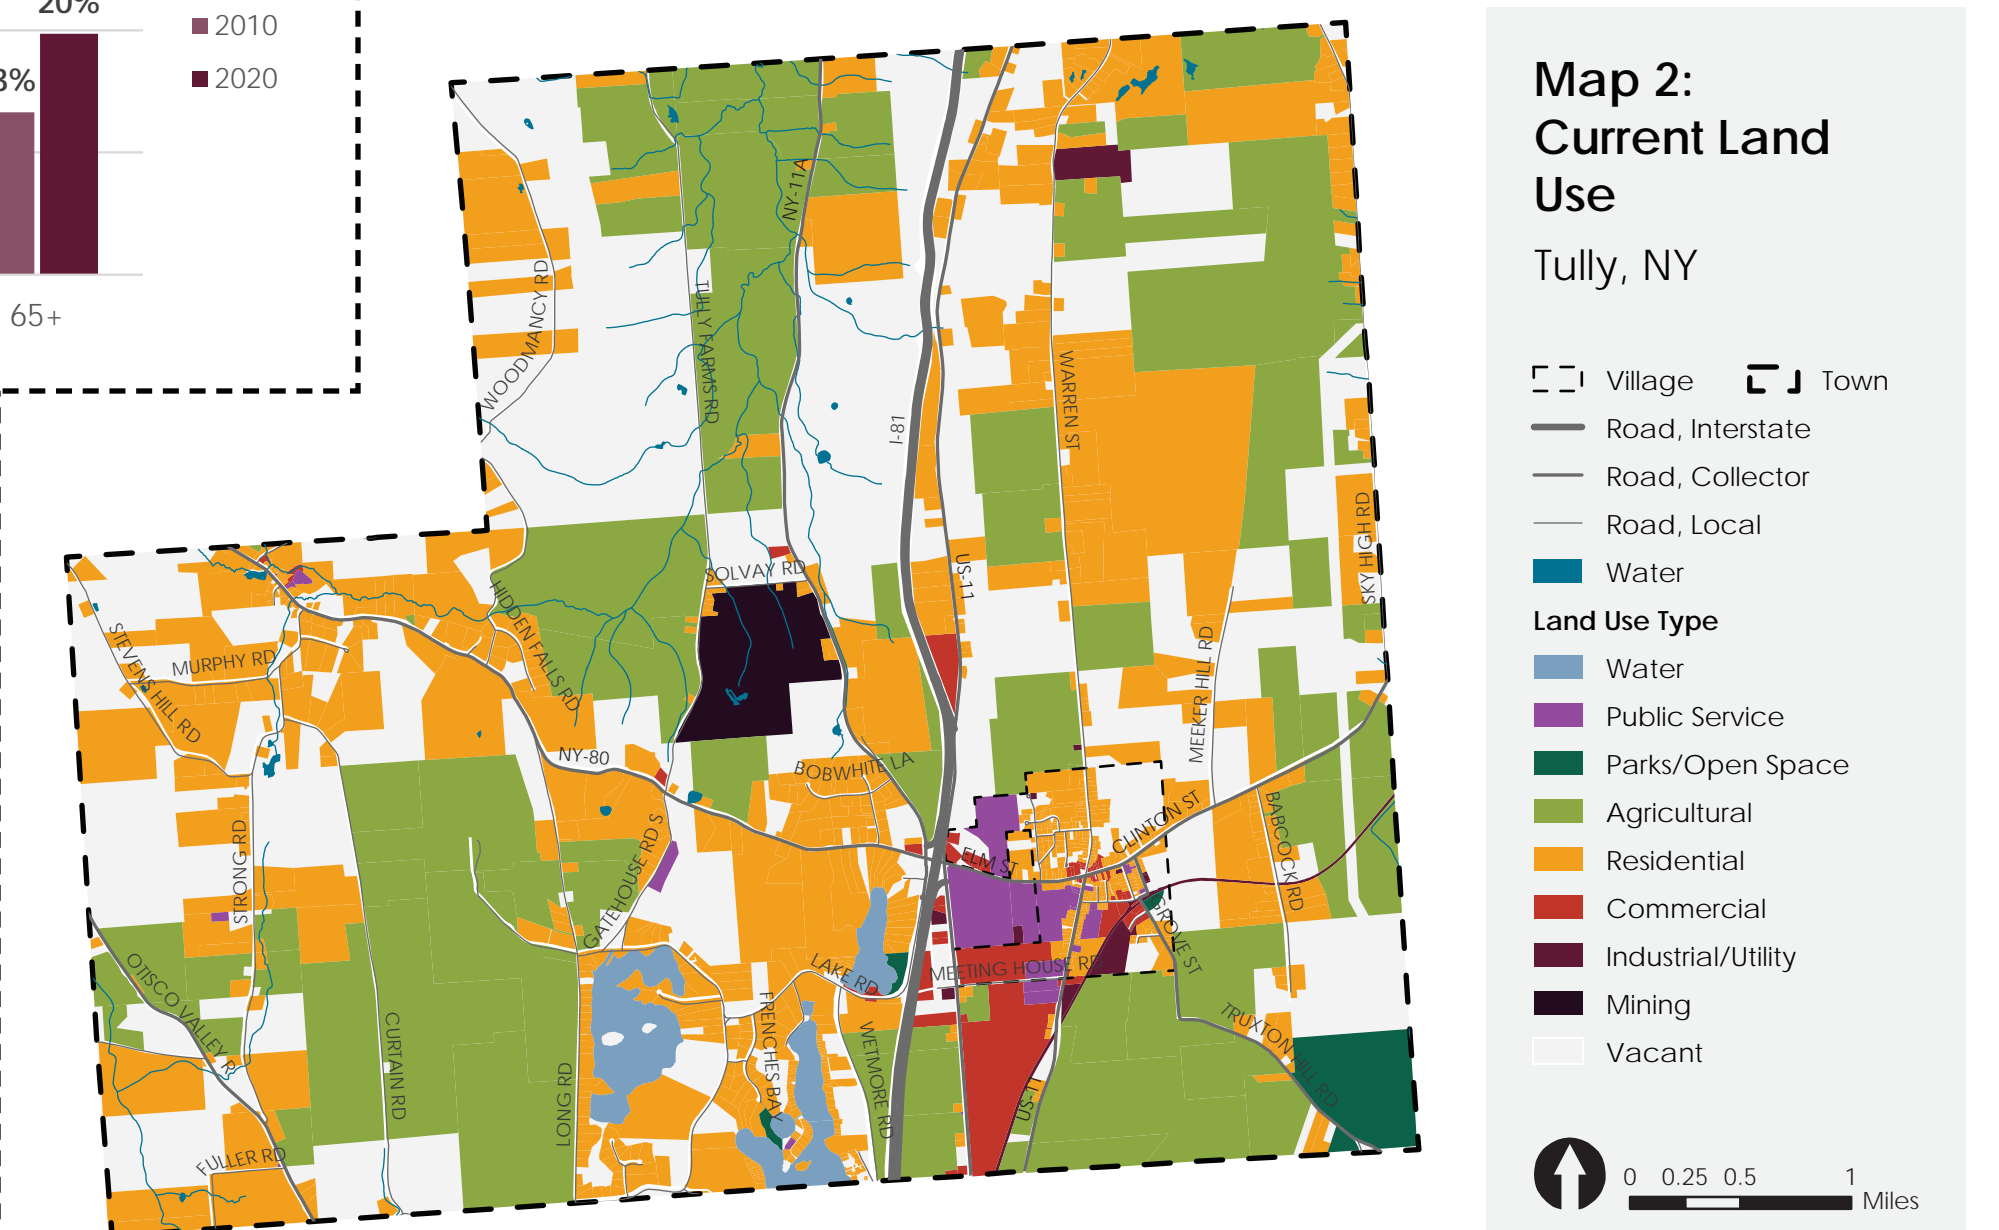 20%
2010
2020
65+
Map 2:
Current Land
Use
Tully, NY
Village
Town
Road, Interstate
Road, Collector
Road, Local
Water
Land Use Type
Water
Public Service
Parks/Open Space
Agricultural
Residential
Commercial
Industrial/Utility
Mining
Vacant
0 0.25 0.5 1
Miles
NY-11A
WOODMANCY RD
TULLY FARMS RD
I-81
WARREN ST
SKY HIGH RD
US-11
SOLVAY RD
HIDDEN FALLS RD
STEVENS HILL RD
MURPHY RD
MEEKER HILL RD
NY-80
BOBWHITE LA
CLINTON ST
BABCOCK RD
ELM ST
GATEHOUSE RD S
STRONG RD
GROVE ST
OTISCO VALLEY R
LAKE RD
MEETING HOUSE RD
FRENCHES BAY
WETMORE RD
CURTAIN RD
LONG RD
US-11
TRUXTON HILL RD
FULLER RD